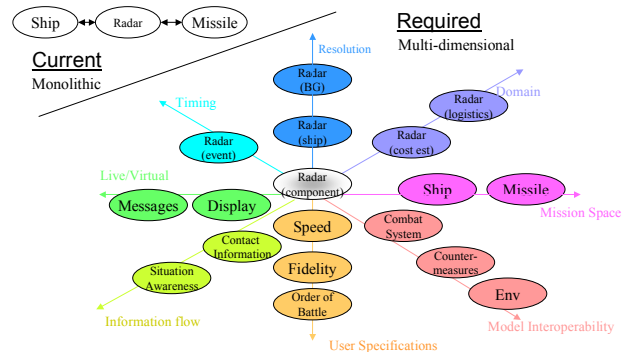 Ship
Radar
Missile
Current
Monolithic
Required
Multi-dimensional
Resolution
Radar
(BG)
Radar
(ship)
Domain
Radar
(logistics)
Radar
(cost est)
Timing
Radar
(event)
Live/Virtual
Messages
Display
Radar
(component)
Ship
Missile
Mission Space
Contact
Information
Situation
Awareness
Information flow
Speed
Fidelity
Order of
Battle
User Specifications
Combat
System
Counter-
measures
Env
Model Interoperability